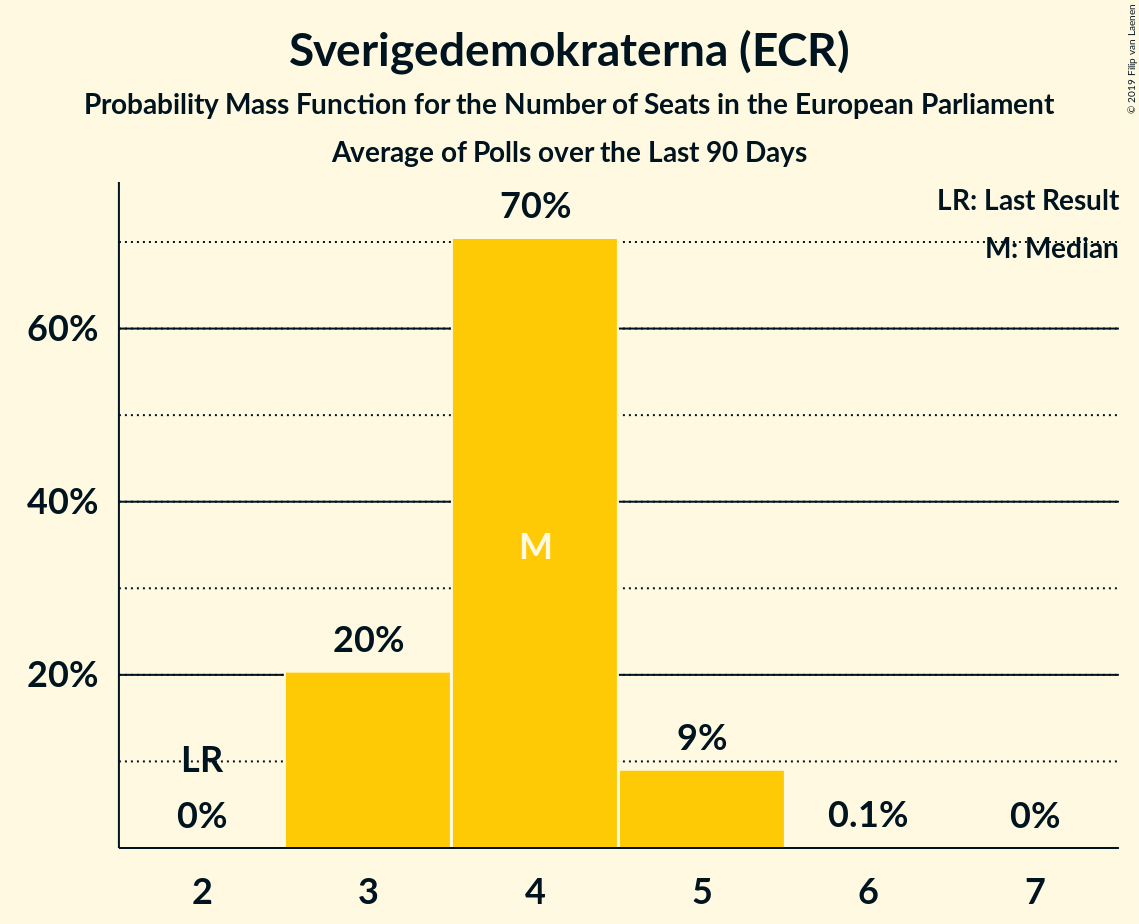 Sverigedemokraterna (ECR)
Probability Mass Function for the Number of Seats in the European Parliament
Average of Polls over the Last 90 Days
© 2019 Filip van Laenen
LR: Last Result
M: Median
70%
60%
40%
M
20%
20%
9%
LR
0%
0.1%
0%
2 3 4 5 6 7